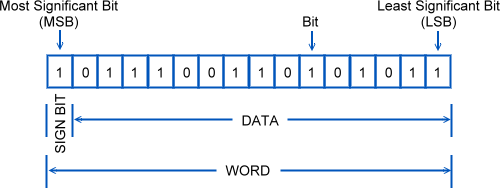 Most Significant Bit
(MSB)
Bit
Least Significant Bit
(LSB)
1 0 1 1 1 0 0 1 1 0 1 0 1 0 1 1
SIGN BIT
DATA
WORD